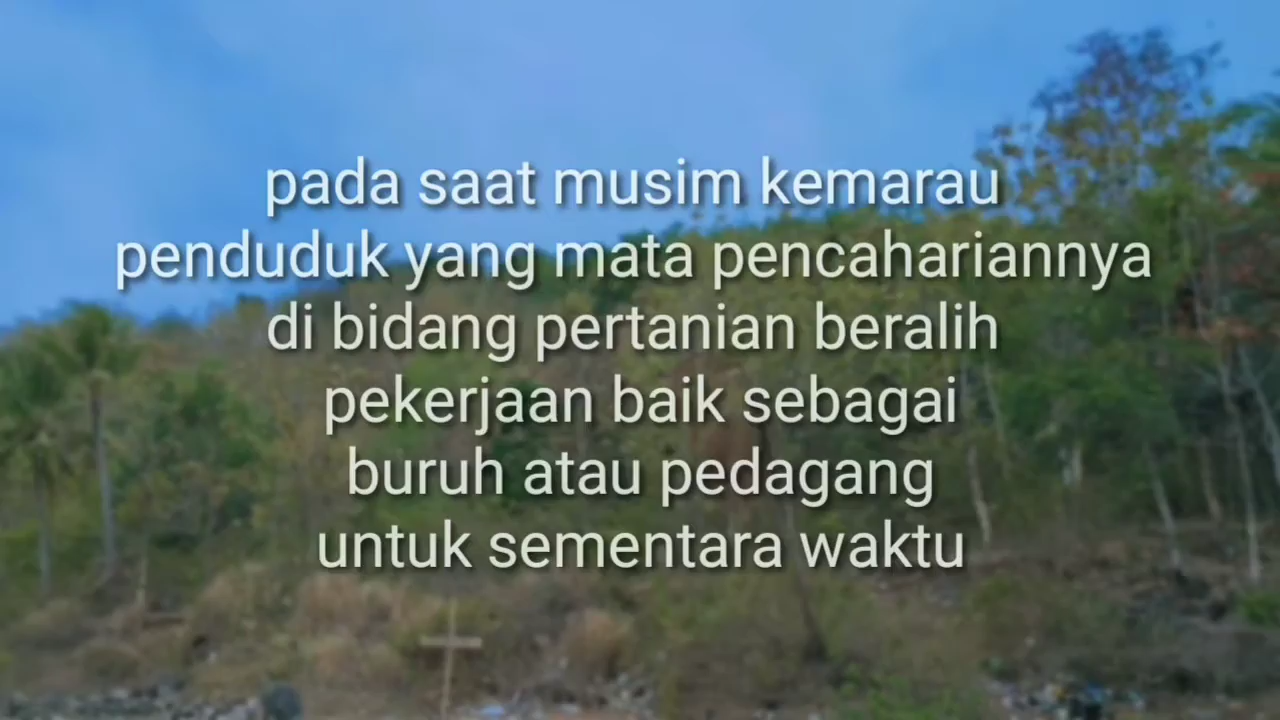 pada saat musim kemarau
penduduk yang mata pencahariannya
di bidang pertanian beralih
pekerjaan baik sebagai
buruh atau pedagang
untuk sementara waktu